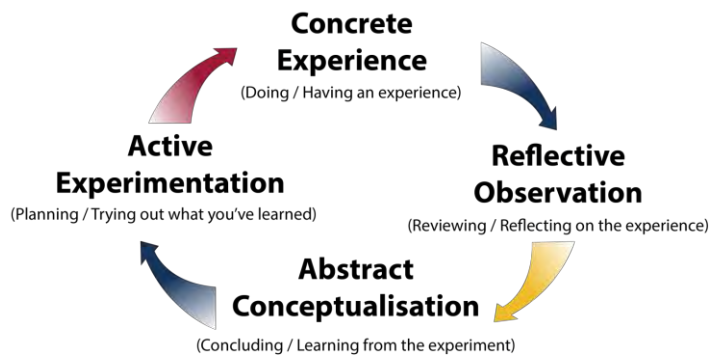 Concrete
Experience
(Doing / Having an experience)
Reflective
Observation
(Reviewing / Reflecting on the experience)
Abstract
Conceptualisation
(Concluding / Learning from the experiment)
Active
Experimentation
(Planning / Trying out what you've learned)